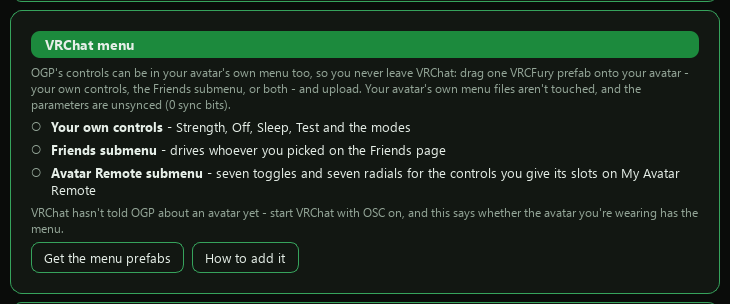 VRChat menu
OGP's controls can be in your avatar's own menu too, so you never leave VRChat: drag one VRCFury prefab onto your avatar -
your own controls, the Friends submenu, or both - and upload. Your avatar's own menu files aren't touched, and the
parameters are unsynced (0 sync bits).
Your own controls - Strength, Off, Sleep, Test and the modes
Friends submenu - drives whoever you picked on the Friends page
Avatar Remote submenu - seven toggles and seven radials for the controls you give its slots on My Avatar
Remote
VRChat hasn't told OGP about an avatar yet - start VRChat with OSC on, and this says whether the avatar you're wearing has the
menu.
Get the menu prefabs
How to add it